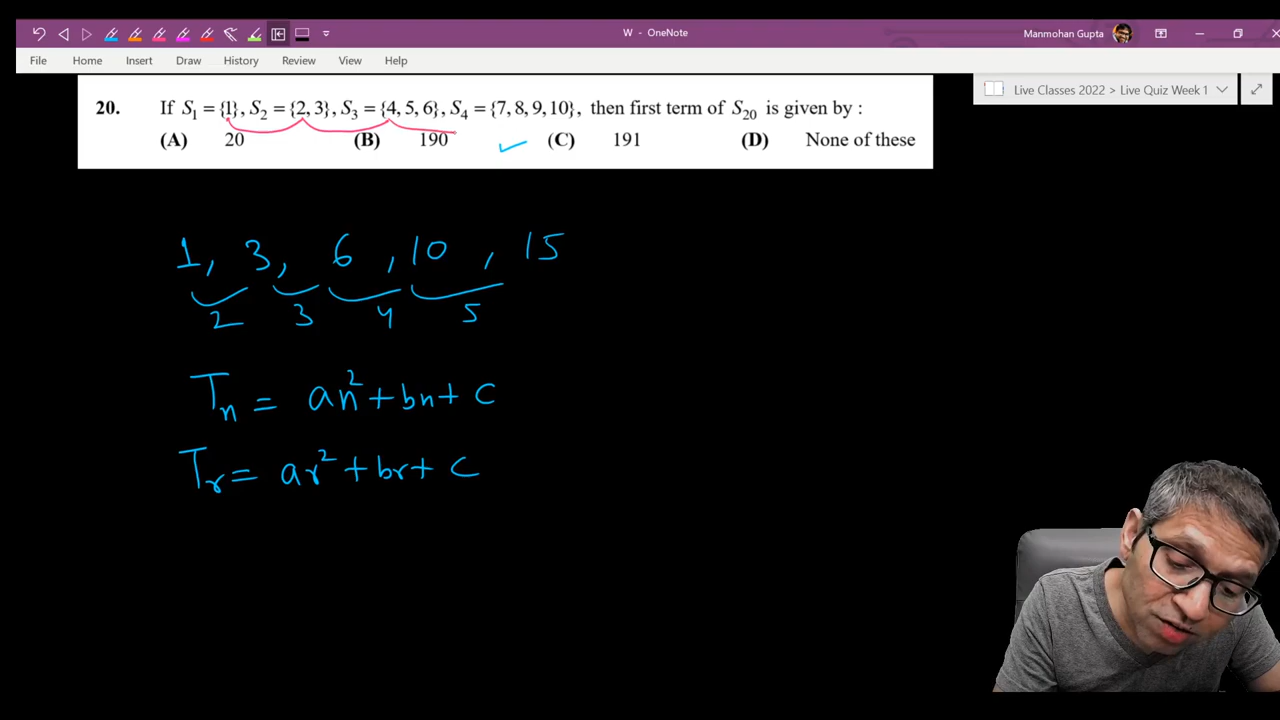 W - OneNote
Manmohan Gupta
File Home Insert Draw History Review View Help
Live Classes 2022 > Live Quiz Week 1
20. If S₁ = {1}, S₂ = {2, 3}, S₃ = {4, 5, 6}, S₄ = {7, 8, 9, 10}, then first term of S₂₀ is given by :
(A) 20 (B) 190 (C) 191 (D) None of these
1, 3, 6, 10, 15
2 3 4 5
Tₙ = an² + bn + c
Tᵣ = ar² + br + c